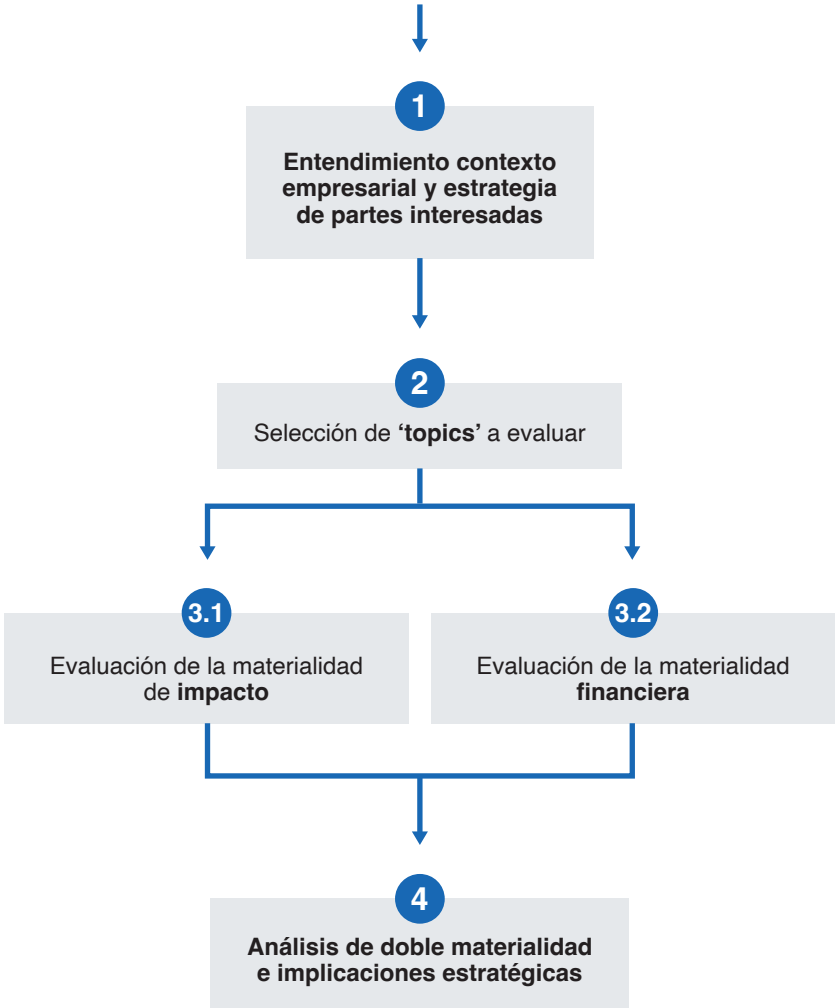 1
Entendimiento contexto
empresarial y estrategia
de partes interesadas
2
Selección de ‘topics’ a evaluar
3.1
Evaluación de la materialidad
de impacto
3.2
Evaluación de la materialidad
financiera
4
Análisis de doble materialidad
e implicaciones estratégicas